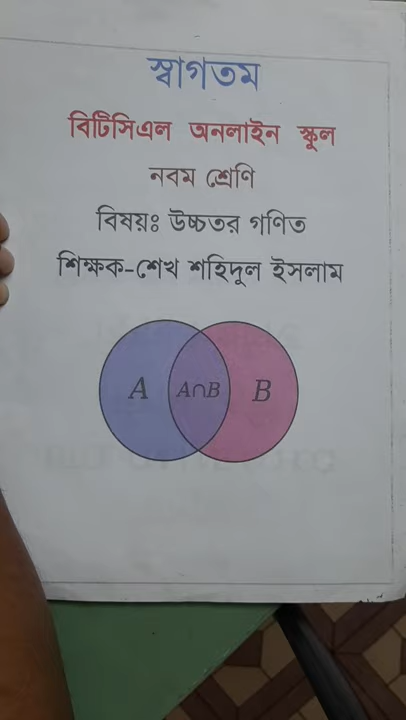 স্বাগতম
বিটিসিএল অনলাইন স্কুল
নবম শ্রেণি
বিষয়ঃ উচ্চতর গণিত
শিক্ষক-শেখ শহিদুল ইসলাম
A A∩B B